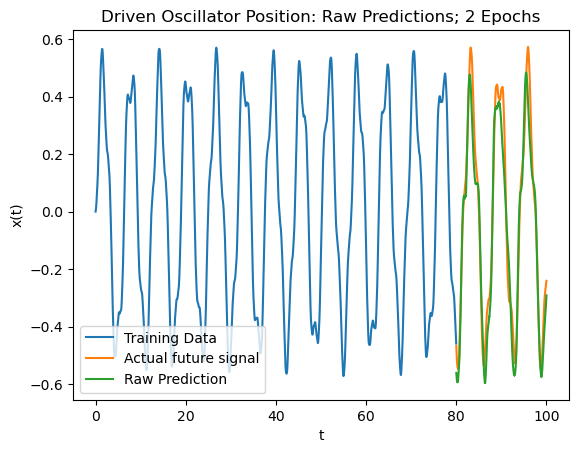 Driven Oscillator Position: Raw Predictions; 2 Epochs
0.6
0.4
0.2
0.0
−0.2
−0.4
−0.6
x(t)
Training Data
Actual future signal
Raw Prediction
0 20 40 60 80 100
t